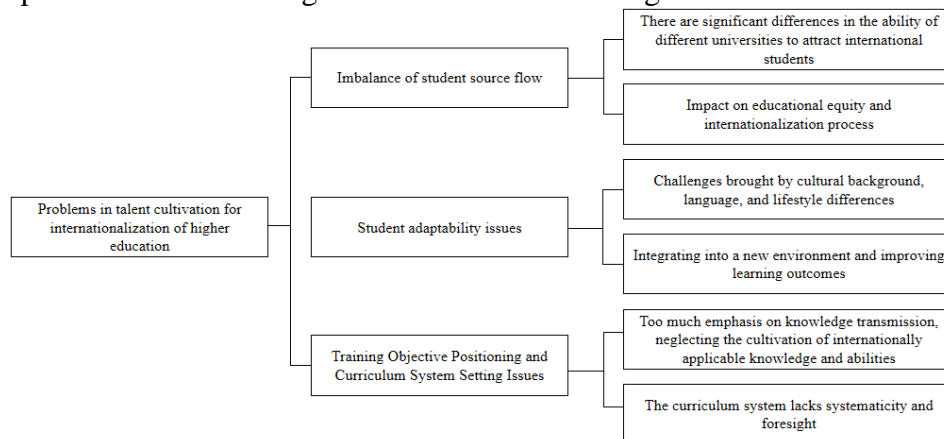 There are significant differences in the ability of
different universities to attract international
students
Imbalance of student source flow
Impact on educational equity and
internationalization process
Problems in talent cultivation for
internationalization of higher
education
Challenges brought by cultural background,
language, and lifestyle differences
Student adaptability issues
Integrating into a new environment and improving
learning outcomes
Training Objective Positioning and
Curriculum System Setting Issues
Too much emphasis on knowledge transmission,
neglecting the cultivation of internationally
applicable knowledge and abilities
The curriculum system lacks systematicity and
foresight